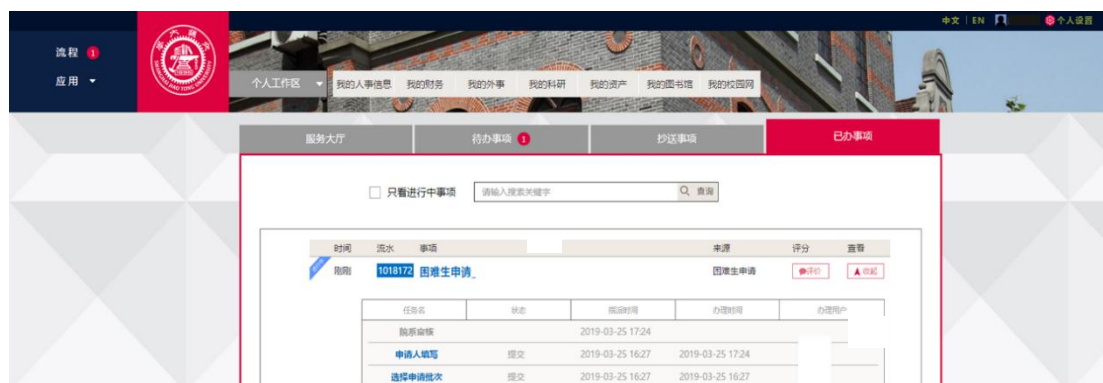 中文 | EN 个人设置
流程 1
应用
SHANGHAI JIAO TONG UNIVERSITY
个人工作区 我的人事信息 我的财务 我的外事 我的科研 我的资产 我的图书馆 我的校园网
服务大厅 待办事项 1 抄送事项 已办事项
只看进行中事项 请输入搜索关键字 查询
时间 流水 事项 来源 评分 查看
刚刚 1018172 困难生申请_ 困难生申请 评价 收起
任务名 状态 办理时间 办理用户
院系审核 2019-03-25 17:24
申请人填写 提交 2019-03-25 16:27 2019-03-25 17:24
选择申请批次 提交 2019-03-25 16:27 2019-03-25 16:27